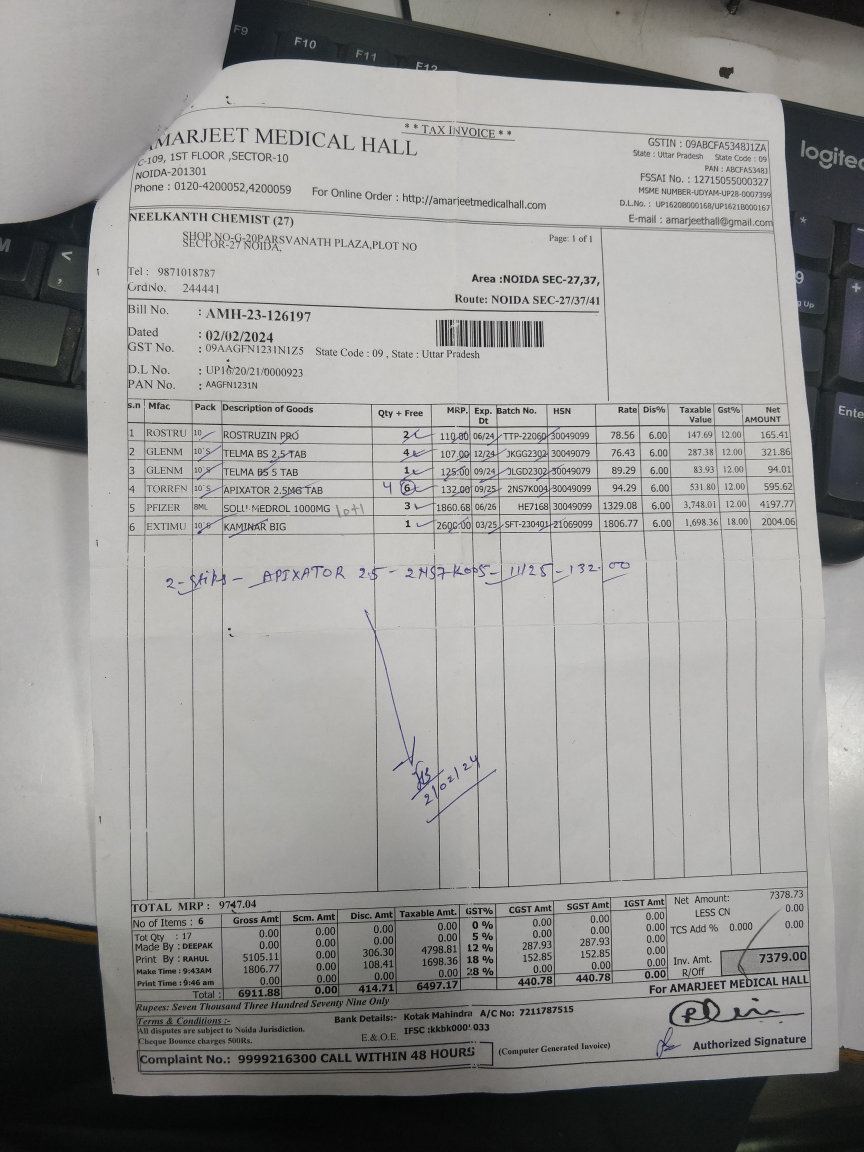 F9 F10 F11 F12
logitec
** TAX INVOICE **
AMARJEET MEDICAL HALL
C-109, 1ST FLOOR ,SECTOR-10
NOIDA-201301
Phone : 0120-4200052,4200059 For Online Order : http://amarjeetmedicalhall.com
GSTIN : 09ABCFA5348J1ZA
State : Uttar Pradesh State Code : 09
PAN : ABCFA5348J
FSSAI No. : 12715055000327
MSME NUMBER-UDYAM-UP28-0007399
D.L.No. : UP1620B000168/UP1621B000167
E-mail : amarjeethall@gmail.com
NEELKANTH CHEMIST (27)
SHOP NO-G-20PARSVANATH PLAZA,PLOT NO
SECTOR-27 NOIDA,
Page: 1 of 1
Tel : 9871018787
OrdNo. 244441
Area :NOIDA SEC-27,37,
Route: NOIDA SEC-27/37/41
Bill No. : AMH-23-126197
Dated : 02/02/2024
GST No. : 09AAGFN1231N1Z5 State Code : 09 , State : Uttar Pradesh
D.L No. : UP16/20/21/0000923
PAN No. : AAGFN1231N
s.n Mfac Pack Description of Goods Qty + Free MRP. Exp. Dt Batch No. HSN Rate Dis% Taxable Value Gst% Net AMOUNT
1 ROSTRU 10 ROSTRUZIN PRO 2 110.00 06/24 TTP-22060 30049099 78.56 6.00 147.69 12.00 165.41
2 GLENM 10`S TELMA BS 2.5 TAB 4 107.00 12/24 JKGG2302 30049099 76.43 6.00 287.38 12.00 321.86
3 GLENM 10`S TELMA BS 5 TAB 1 125.00 09/24 JLGD2302 30049079 89.29 6.00 83.93 12.00 94.01
4 TORREN 10`S APIXATOR 2.5MG TAB 4 6 132.00 09/25 2NS7K004 30049099 94.29 6.00 531.80 12.00 595.62
5 PFIZER 8ML SOLU MEDROL 1000MG 10+1 3 1860.68 06/26 HE7168 30049099 1329.08 6.00 3,748.01 12.00 4197.77
6 EXTIMU 10`S KAMINAR BIG 1 2600.00 03/25 SFT-230401 21069099 1806.77 6.00 1,698.36 18.00 2004.06
2-Strips - APIXATOR 2.5 - 2NS7K005 - 11/25 - 132.00
2/02/24
TOTAL MRP : 9747.04
No of Items : 6
Tot Qty : 17
Made By : DEEPAK
Print By : RAHUL
Make Time : 9:43AM
Print Time : 9:46 am
Gross Amt Scm. Amt Disc. Amt Taxable Amt. GST% CGST Amt SGST Amt IGST Amt
0.00 0.00 0.00 0.00 0 % 0.00 0.00 0.00
0.00 0.00 0.00 0.00 5 % 0.00 0.00 0.00
5105.11 0.00 306.30 4798.81 12 % 287.93 287.93 0.00
1806.77 0.00 108.41 1698.36 18 % 152.85 152.85 0.00
0.00 0.00 0.00 0.00 28 % 0.00 0.00 0.00
Total : 6911.88 0.00 414.71 6497.17 440.78 440.78 0.00
Net Amount: 7378.73
LESS CN 0.00
TCS Add % 0.000 0.00
Inv. Amt. 7379.00
R/Off
Rupees: Seven Thousand Three Hundred Seventy Nine Only
For AMARJEET MEDICAL HALL
Terms & Conditions :-
All disputes are subject to Noida Jurisdiction.
Cheque Bounce charges 500Rs.
Bank Details:- Kotak Mahindra A/C No: 7211787515
E.& O.E. IFSC :kkbk000 033
Complaint No.: 9999216300 CALL WITHIN 48 HOURS
(Computer Generated Invoice)
Authorized Signature